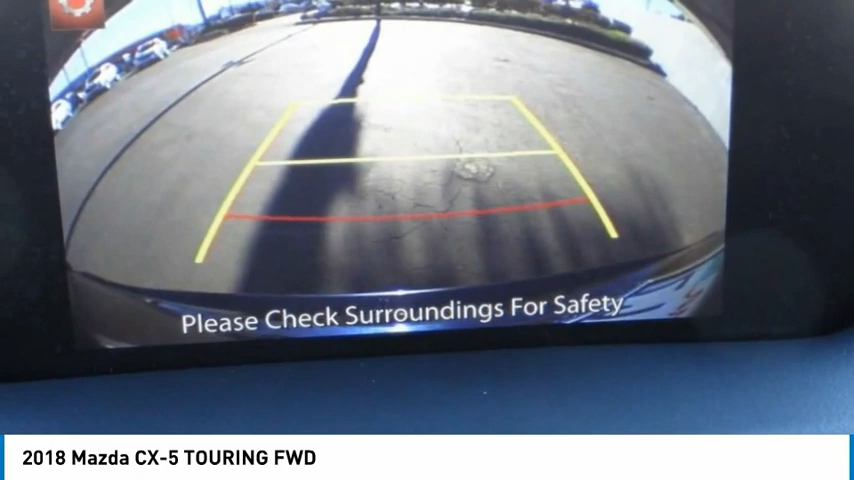 Please Check Surroundings For Safety
2018 Mazda CX-5 TOURING FWD